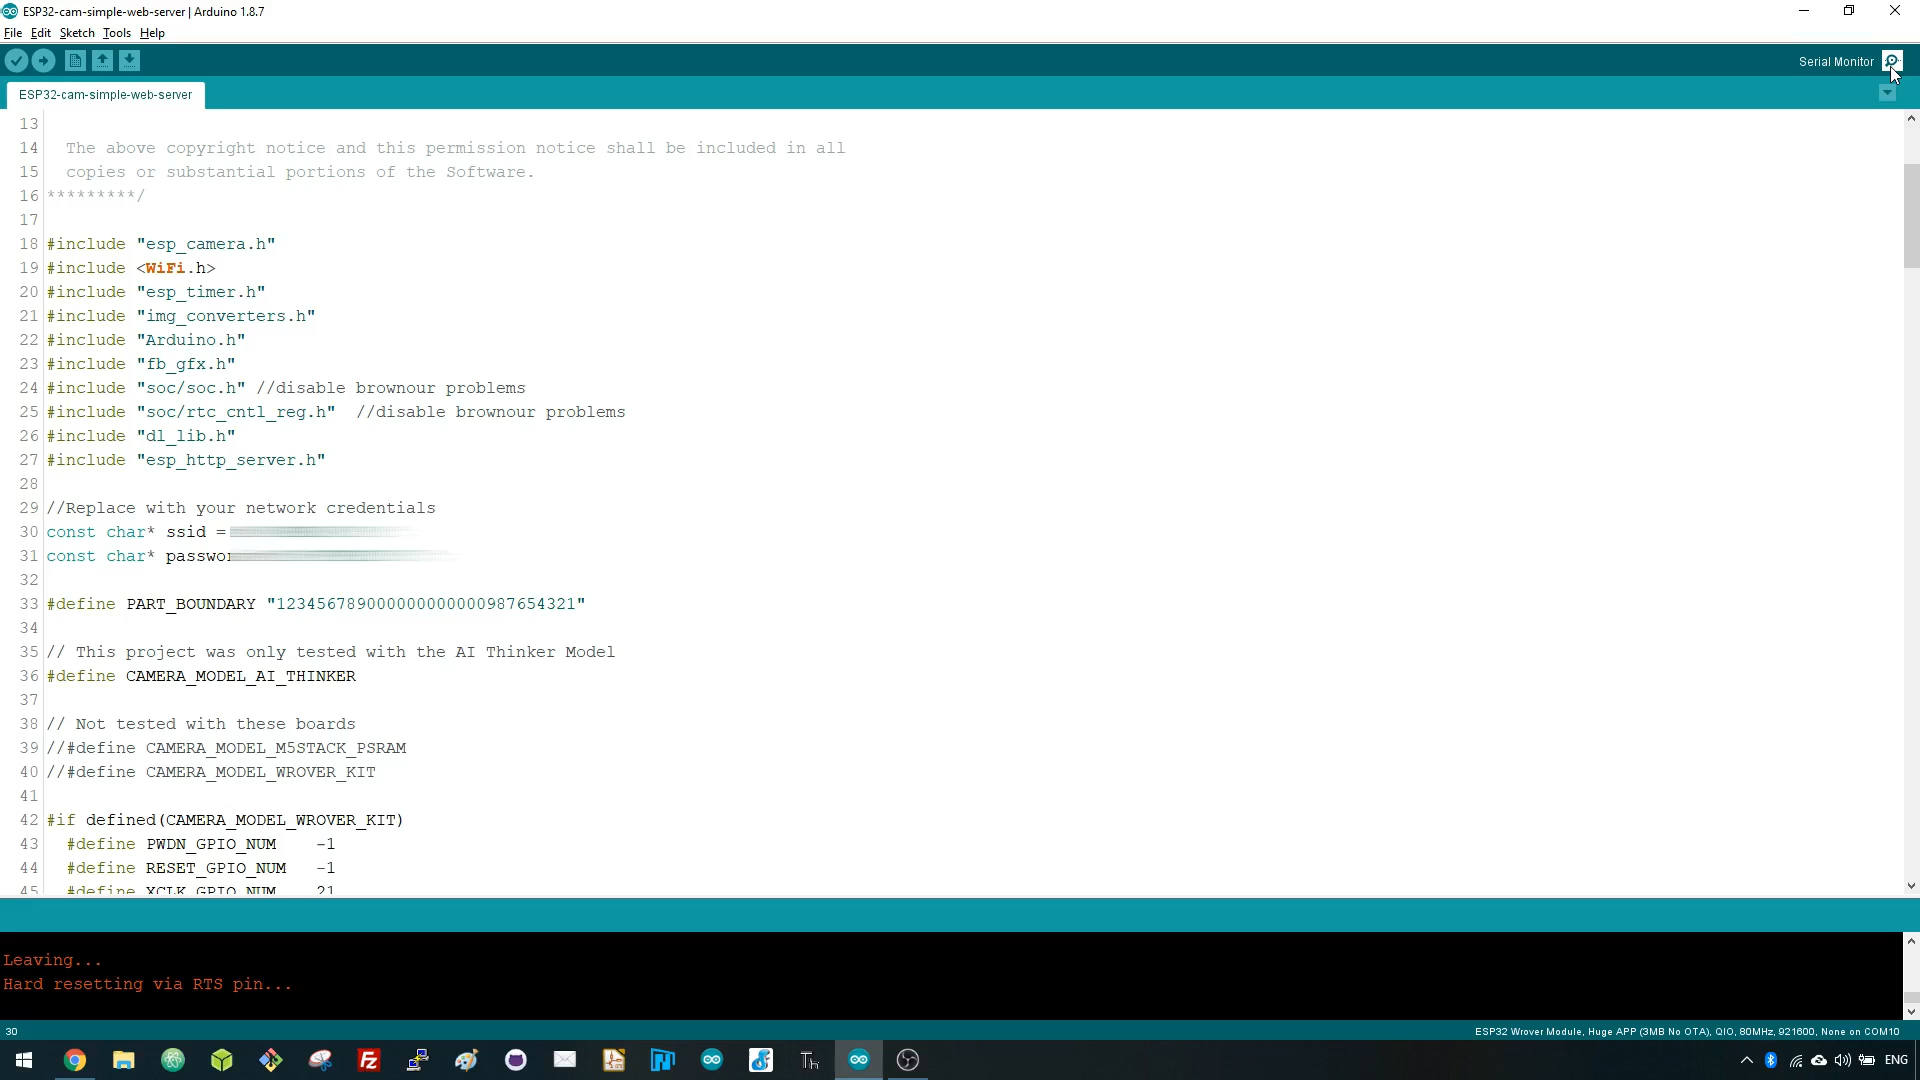 ESP32-cam-simple-web-server | Arduino 1.8.7
File Edit Sketch Tools Help
Serial Monitor
ESP32-cam-simple-web-server
13
14 The above copyright notice and this permission notice shall be included in all
15 copies or substantial portions of the Software.
16 *********/
17
18 #include "esp_camera.h"
19 #include <WiFi.h>
20 #include "esp_timer.h"
21 #include "img_converters.h"
22 #include "Arduino.h"
23 #include "fb_gfx.h"
24 #include "soc/soc.h" //disable brownour problems
25 #include "soc/rtc_cntl_reg.h"  //disable brownour problems
26 #include "dl_lib.h"
27 #include "esp_http_server.h"
28
29 //Replace with your network credentials
30 const char* ssid =
31 const char* passwor
32
33 #define PART_BOUNDARY "123456789000000000000987654321"
34
35 // This project was only tested with the AI Thinker Model
36 #define CAMERA_MODEL_AI_THINKER
37
38 // Not tested with these boards
39 //#define CAMERA_MODEL_M5STACK_PSRAM
40 //#define CAMERA_MODEL_WROVER_KIT
41
42 #if defined(CAMERA_MODEL_WROVER_KIT)
43 #define PWDN_GPIO_NUM    -1
44 #define RESET_GPIO_NUM   -1
45 #define XCLK_GPIO_NUM    21
Leaving...
Hard resetting via RTS pin...
30
ESP32 Wrover Module, Huge APP (3MB No OTA), QIO, 80MHz, 921600, None on COM10
Fz
Th
ENG